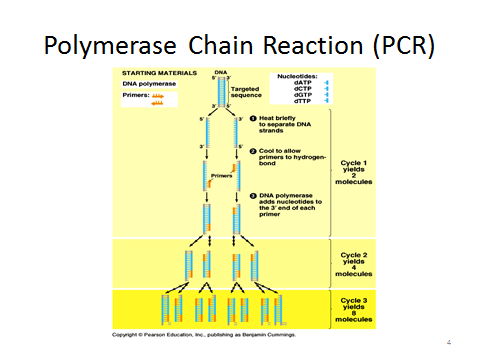 Polymerase Chain Reaction (PCR)
STARTING MATERIALS
DNA polymerase
Primers:
DNA
5' 3'
Targeted
sequence
3' 5'
Nucleotides:
dATP
dCTP
dGTP
dTTP
5' 3'
3' 5'
1 Heat briefly
to separate DNA
strands
2 Cool to allow
primers to hydrogen-
bond
Primers
3 DNA polymerase
adds nucleotides to
the 3' end of each
primer
Cycle 1
yields
2
molecules
Cycle 2
yields
4
molecules
Cycle 3
yields
8
molecules
Copyright © Pearson Education, Inc., publishing as Benjamin Cummings.
4